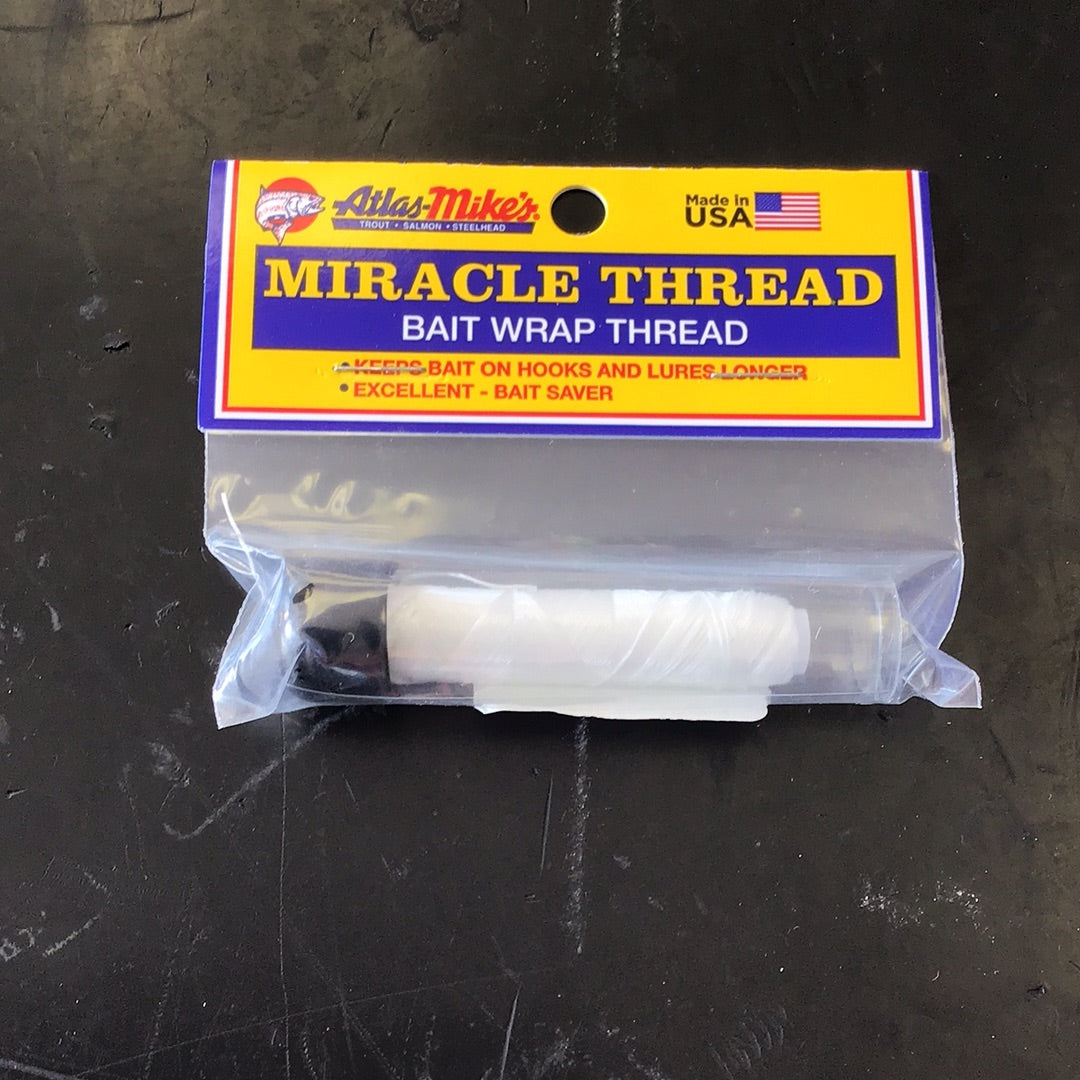 Atlas-Mike's.
TROUT • SALMON • STEELHEAD
Made in
USA
MIRACLE THREAD
BAIT WRAP THREAD
• KEEPS BAIT ON HOOKS AND LURES LONGER
• EXCELLENT - BAIT SAVER